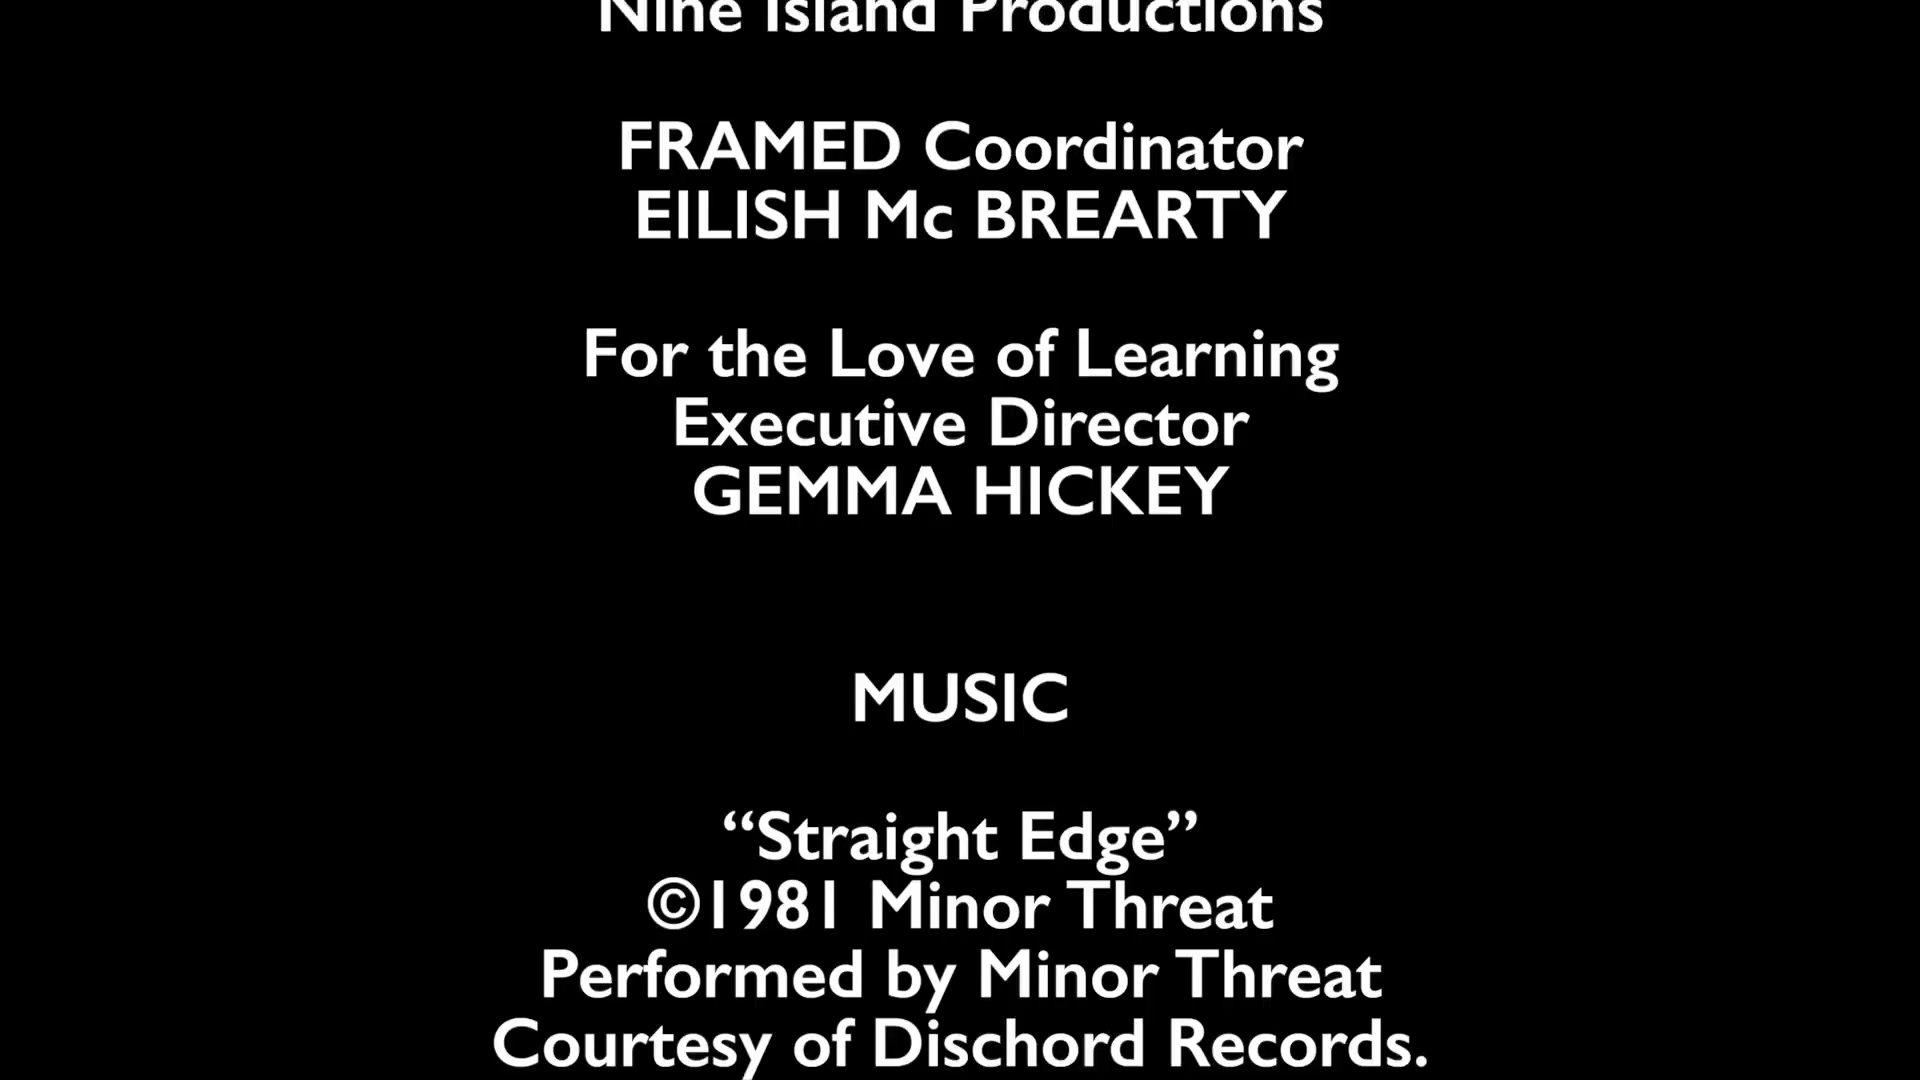 Nine Island Productions
FRAMED Coordinator
EILISH Mc BREARTY
For the Love of Learning
Executive Director
GEMMA HICKEY
MUSIC
“Straight Edge”
©1981 Minor Threat
Performed by Minor Threat
Courtesy of Dischord Records.